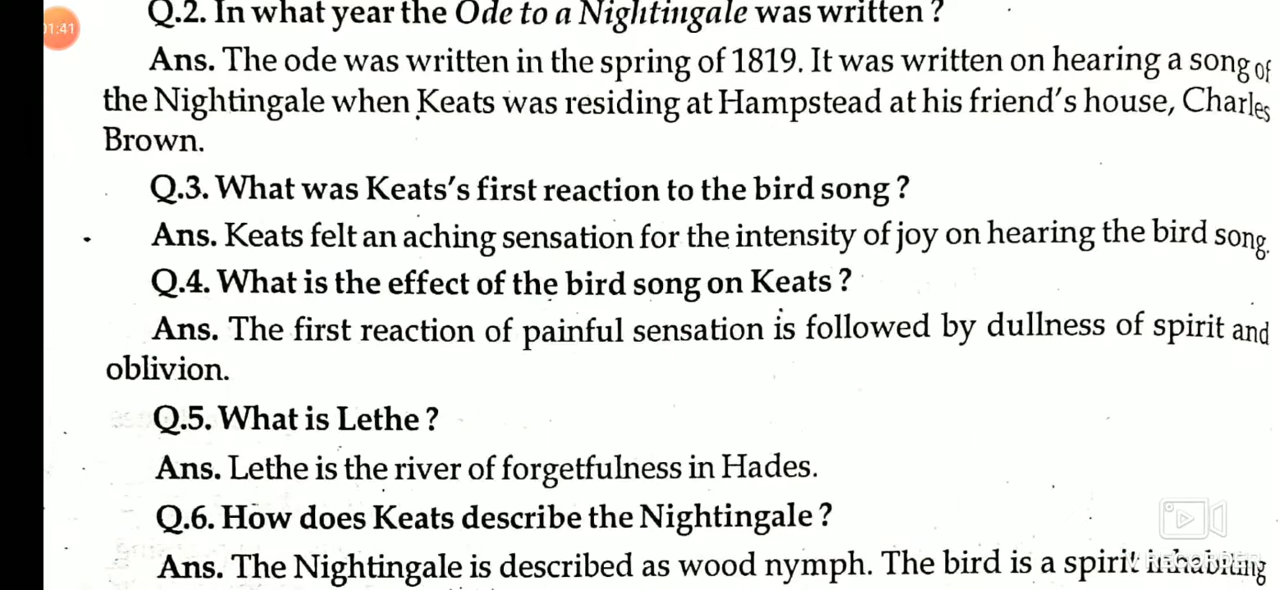 Q.2. In what year the Ode to a Nightingale was written ?
01:41
Ans. The ode was written in the spring of 1819. It was written on hearing a song of
the Nightingale when Keats was residing at Hampstead at his friend's house, Charles
Brown.
Q.3. What was Keats's first reaction to the bird song ?
Ans. Keats felt an aching sensation for the intensity of joy on hearing the bird song.
Q.4. What is the effect of the bird song on Keats ?
Ans. The first reaction of painful sensation is followed by dullness of spirit and
oblivion.
Q.5. What is Lethe ?
Ans. Lethe is the river of forgetfulness in Hades.
Q.6. How does Keats describe the Nightingale ?
Ans. The Nightingale is described as wood nymph. The bird is a spirit inhabiting
V RECORDER